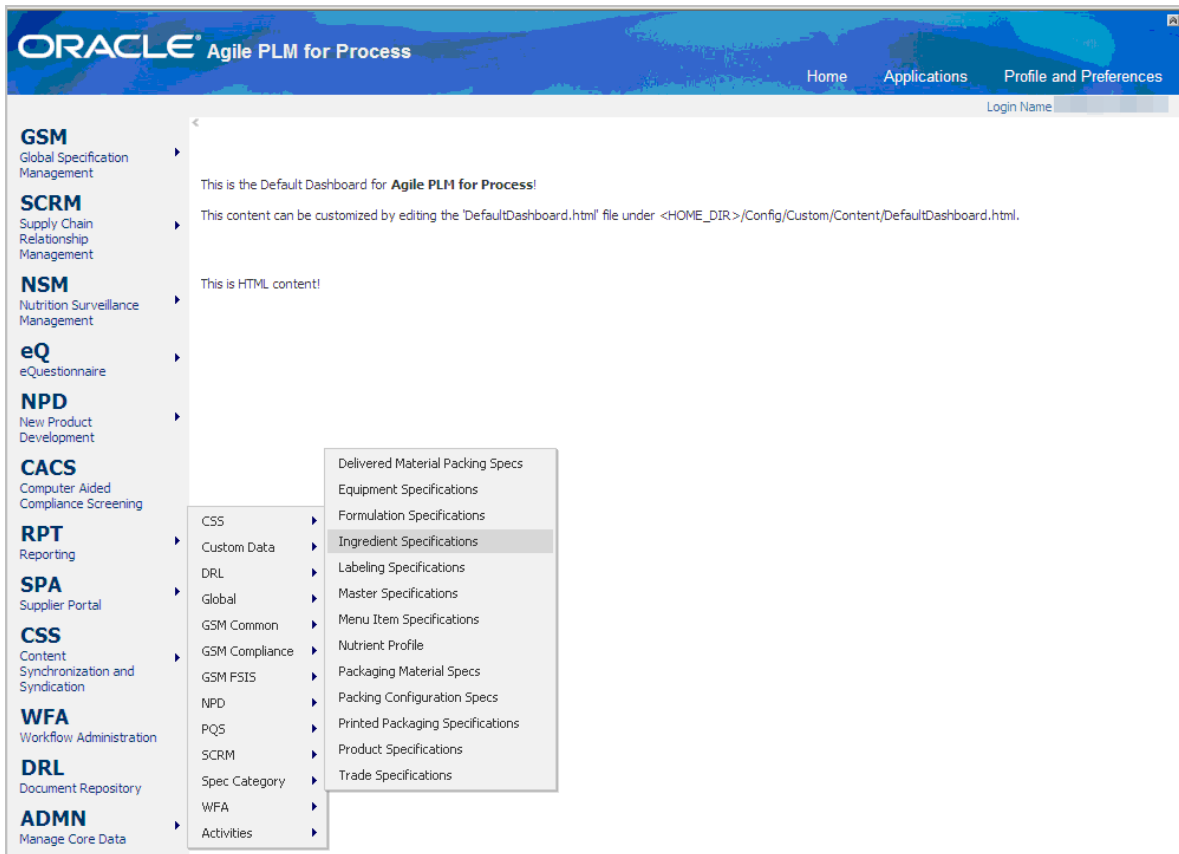 ORACLE® Agile PLM for Process
Home Applications Profile and Preferences
Login Name
GSM
Global Specification
Management
SCRM
Supply Chain
Relationship
Management
NSM
Nutrition Surveillance
Management
eQ
eQuestionnaire
NPD
New Product
Development
CACS
Computer Aided
Compliance Screening
RPT
Reporting
SPA
Supplier Portal
CSS
Content
Synchronization and
Syndication
WFA
Workflow Administration
DRL
Document Repository
ADMN
Manage Core Data
This is the Default Dashboard for Agile PLM for Process!
This content can be customized by editing the 'DefaultDashboard.html' file under <HOME_DIR>/Config/Custom/Content/DefaultDashboard.html.
This is HTML content!
CSS
Custom Data
DRL
Global
GSM Common
GSM Compliance
GSM FSIS
NPD
PQS
SCRM
Spec Category
WFA
Activities
Delivered Material Packing Specs
Equipment Specifications
Formulation Specifications
Ingredient Specifications
Labeling Specifications
Master Specifications
Menu Item Specifications
Nutrient Profile
Packaging Material Specs
Packing Configuration Specs
Printed Packaging Specifications
Product Specifications
Trade Specifications